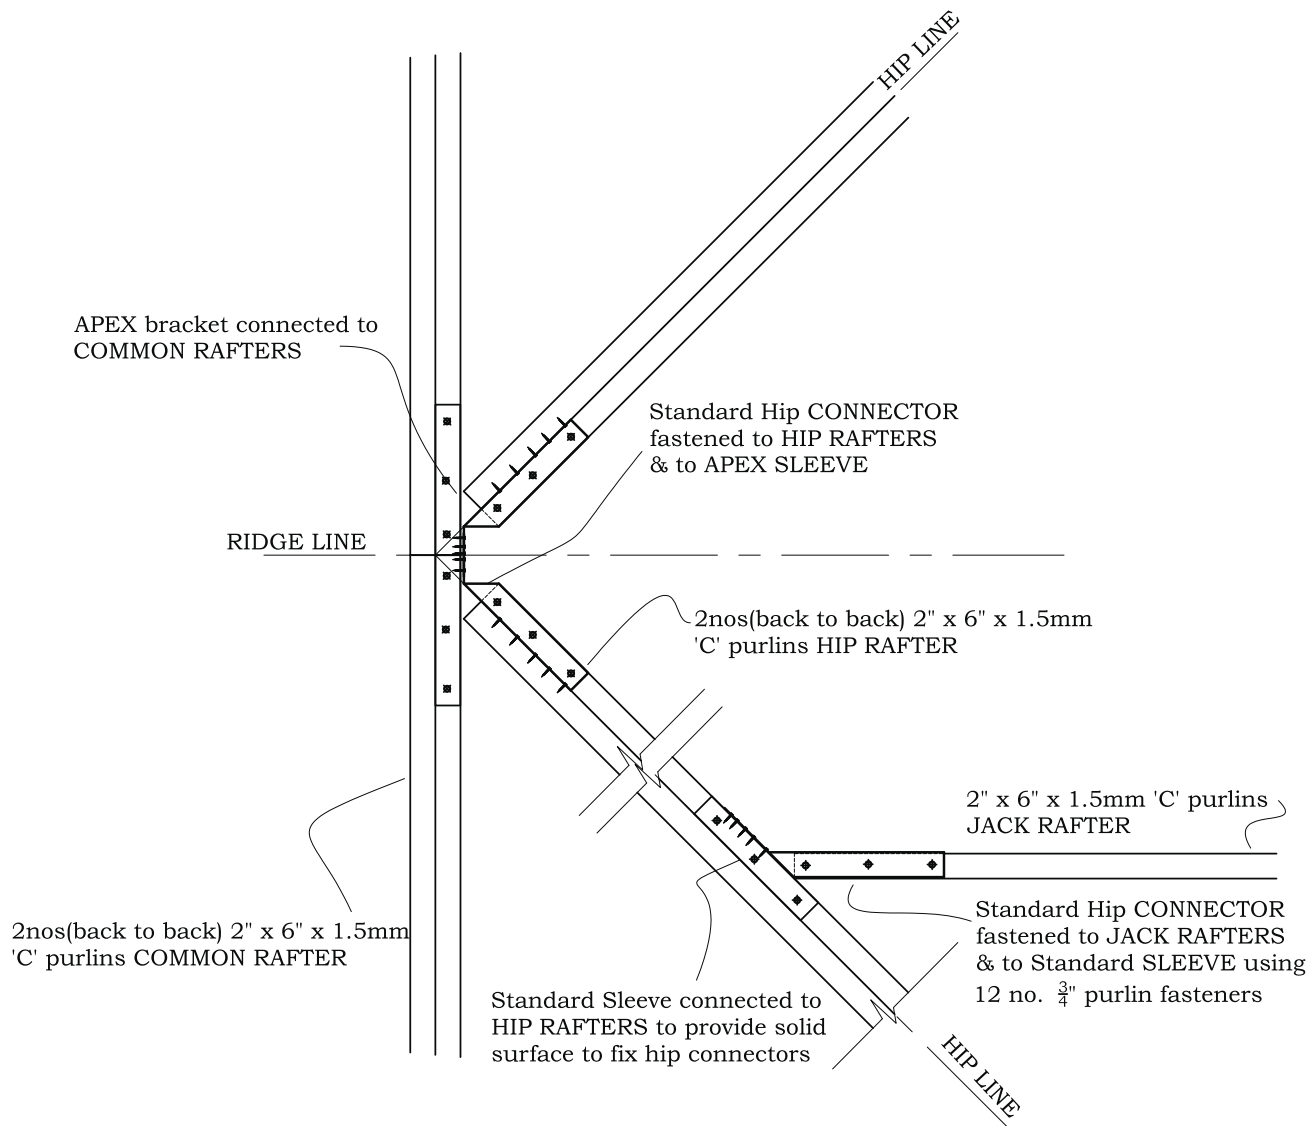 HIP LINE
APEX bracket connected to
COMMON RAFTERS
Standard Hip CONNECTOR
fastened to HIP RAFTERS
& to APEX SLEEVE
RIDGE LINE
2nos(back to back) 2" x 6" x 1.5mm
'C' purlins HIP RAFTER
2" x 6" x 1.5mm 'C' purlins
JACK RAFTER
2nos(back to back) 2" x 6" x 1.5mm
'C' purlins COMMON RAFTER
Standard Hip CONNECTOR
fastened to JACK RAFTERS
& to Standard SLEEVE using
12 no. 3/4" purlin fasteners
Standard Sleeve connected to
HIP RAFTERS to provide solid
surface to fix hip connectors
HIP LINE